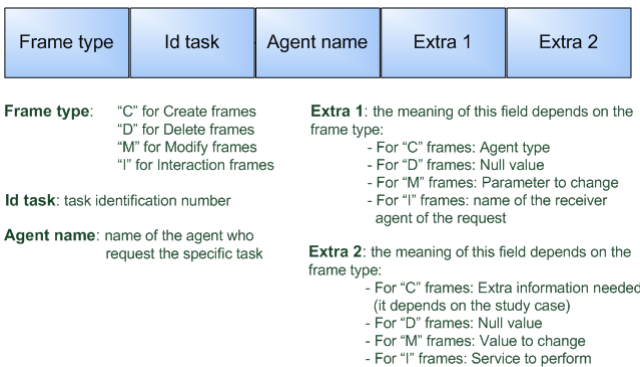 Frame type
Id task
Agent name
Extra 1
Extra 2
Frame type: "C" for Create frames
"D" for Delete frames
"M" for Modify frames
"I" for Interaction frames
Id task: task identification number
Agent name: name of the agent who
request the specific task
Extra 1: the meaning of this field depends on the
frame type:
- For "C" frames: Agent type
- For "D" frames: Null value
- For "M" frames: Parameter to change
- For "I" frames: name of the receiver
agent of the request
Extra 2: the meaning of this field depends on the
frame type:
- For "C" frames: Extra information needed
(it depends on the study case)
- For "D" frames: Null value
- For "M" frames: Value to change
- For "I" frames: Service to perform